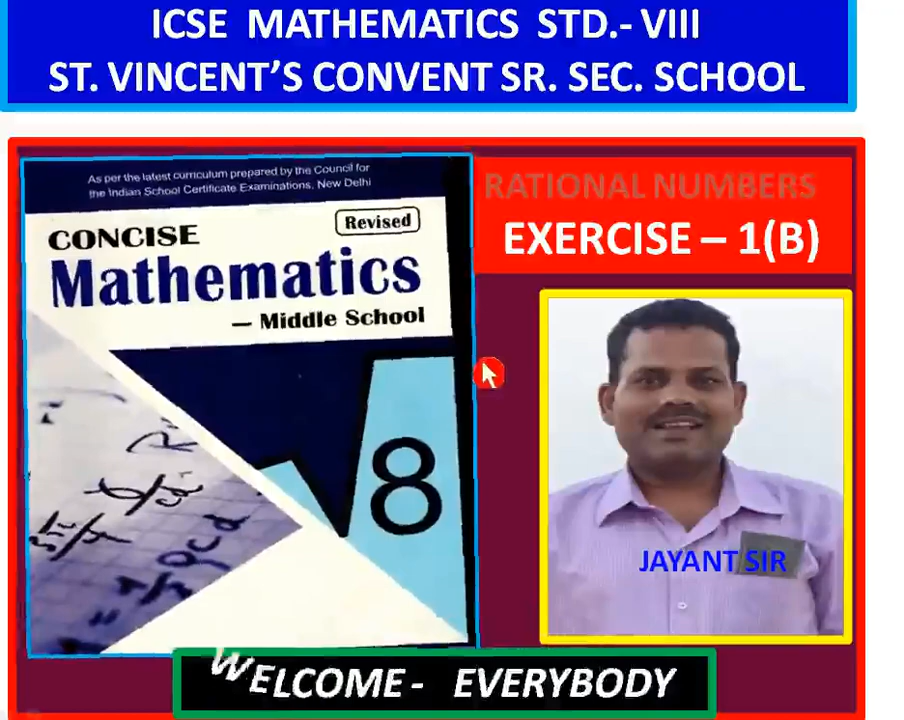 ICSE MATHEMATICS STD.- VIII
ST. VINCENT'S CONVENT SR. SEC. SCHOOL
As per the latest curriculum prepared by the Council for
the Indian School Certificate Examinations, New Delhi
Revised
CONCISE
Mathematics
— Middle School
8
RATIONAL NUMBERS
EXERCISE – 1(B)
JAYANT SIR
WELCOME - EVERYBODY